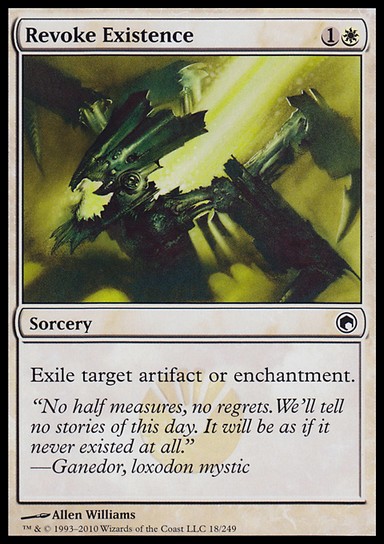 Revoke Existence 1
Sorcery
Exile target artifact or enchantment.
“No half measures, no regrets. We’ll tell
no stories of this day. It will be as if it
never existed at all.”
—Ganedor, loxodon mystic
Allen Williams
™ & © 1993–2010 Wizards of the Coast LLC 18/249